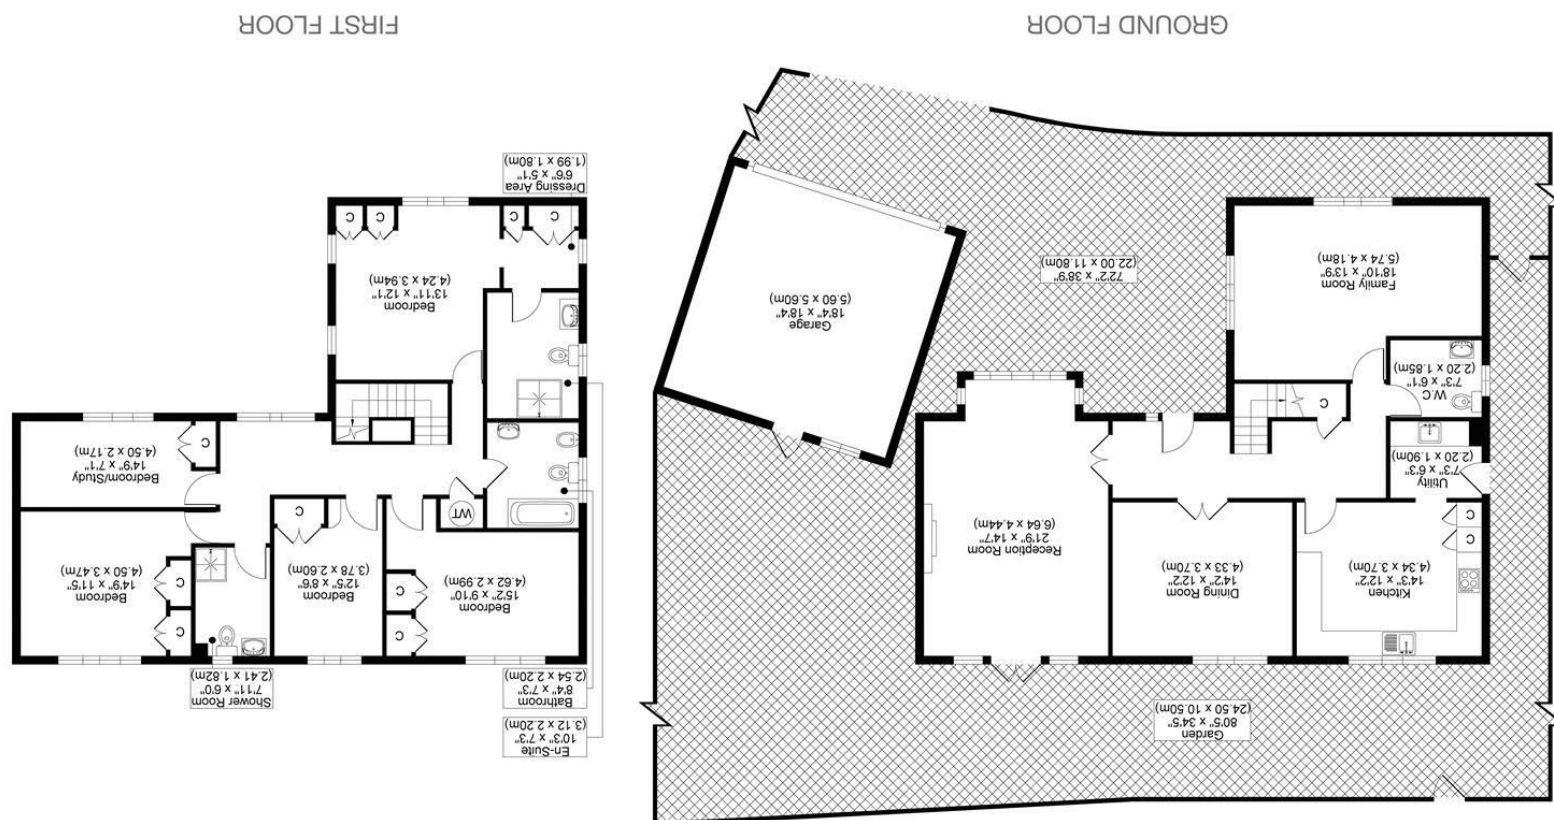 Garden
80'5" x 34'5"
(24.50 x 10.50m)
Kitchen
14'3" x 12'2"
(4.34 x 3.70m)
C
C
Dining Room
14'2" x 12'2"
(4.33 x 3.70m)
Reception Room
21'9" x 14'7"
(6.64 x 4.44m)
Utility
7'3" x 6'3"
(2.20 x 1.90m)
W.C
7'3" x 6'1"
(2.20 x 1.85m)
C
Family Room
18'10" x 13'9"
(5.74 x 4.18m)
72'2" x 38'9"
(22.00 x 11.80m)
Garage
18'4" x 18'4"
(5.60 x 5.60m)
GROUND FLOOR
En-Suite
10'3" x 7'3"
(3.12 x 2.20m)
Bathroom
8'4" x 7'3"
(2.54 x 2.20m)
Shower Room
7'11" x 6'0"
(2.41 x 1.82m)
Bedroom
15'2" x 9'10"
(4.62 x 2.99m)
C
C
Bedroom
12'5" x 8'6"
(3.78 x 2.60m)
C
C
C
Bedroom
14'9" x 11'5"
(4.50 x 3.47m)
WT
C
Bedroom/Study
14'9" x 7'1"
(4.50 x 2.17m)
Bedroom
13'11" x 12'1"
(4.24 x 3.94m)
C
C
C
C
Dressing Area
6'6" x 5'1"
(1.99 x 1.80m)
FIRST FLOOR